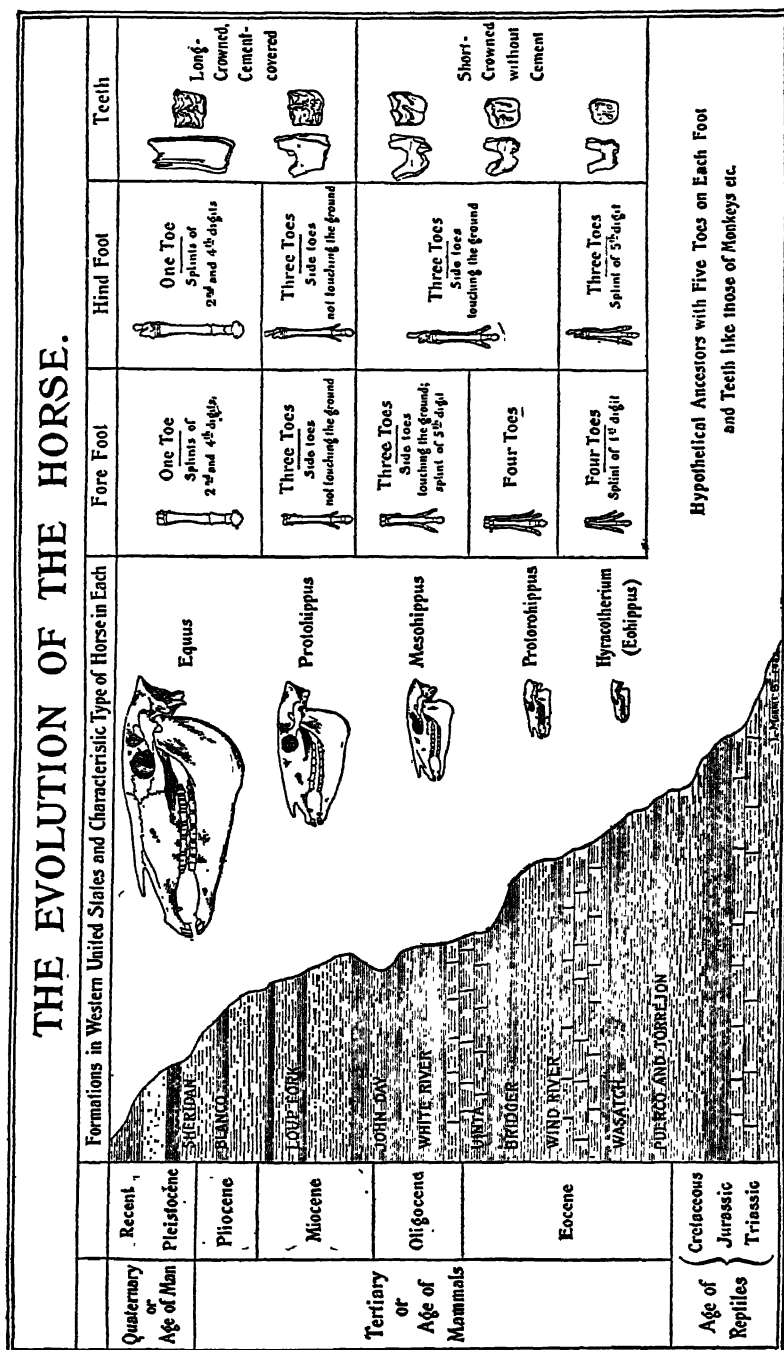 THE EVOLUTION OF THE HORSE.
Formations in Western United States and Characteristic Type of Horse in Each
Fore Foot
Hind Foot
Teeth
Quaternary
or
Age of Man
Recent
Pleistocene
SHERIDAN
Equus
One Toe
Splints of
2nd and 4th digits.
One Toe
Splints of
2nd and 4th digits
Long-
Crowned,
Cement-
covered
Tertiary
or
Age of
Mammals
Pliocene
BLANCO
Miocene
LOUP FORK
Protohippus
Three Toes
Side toes
not touching the ground
Three Toes
Side toes
not touching the ground
JOHN DAY
Oligocene
WHITE RIVER
Mesohippus
Three Toes
Side toes
touching the ground;
splint of 5th digit
Three Toes
Side toes
touching the ground
Short-
Crowned
without
Cement
Eocene
UINTA
BRIDGER
WIND RIVER
Protorohippus
Four Toes
WASATCH
Hyracotherium
(Eohippus)
Four Toes
Splint of 1st digit
Three Toes
Splint of 5th digit
PUERCO AND TORREJON
Age of
Reptiles
Cretaceous
Jurassic
Triassic
Hypothetical Ancestors with Five Toes on Each Foot
and Teeth like those of Monkeys etc.